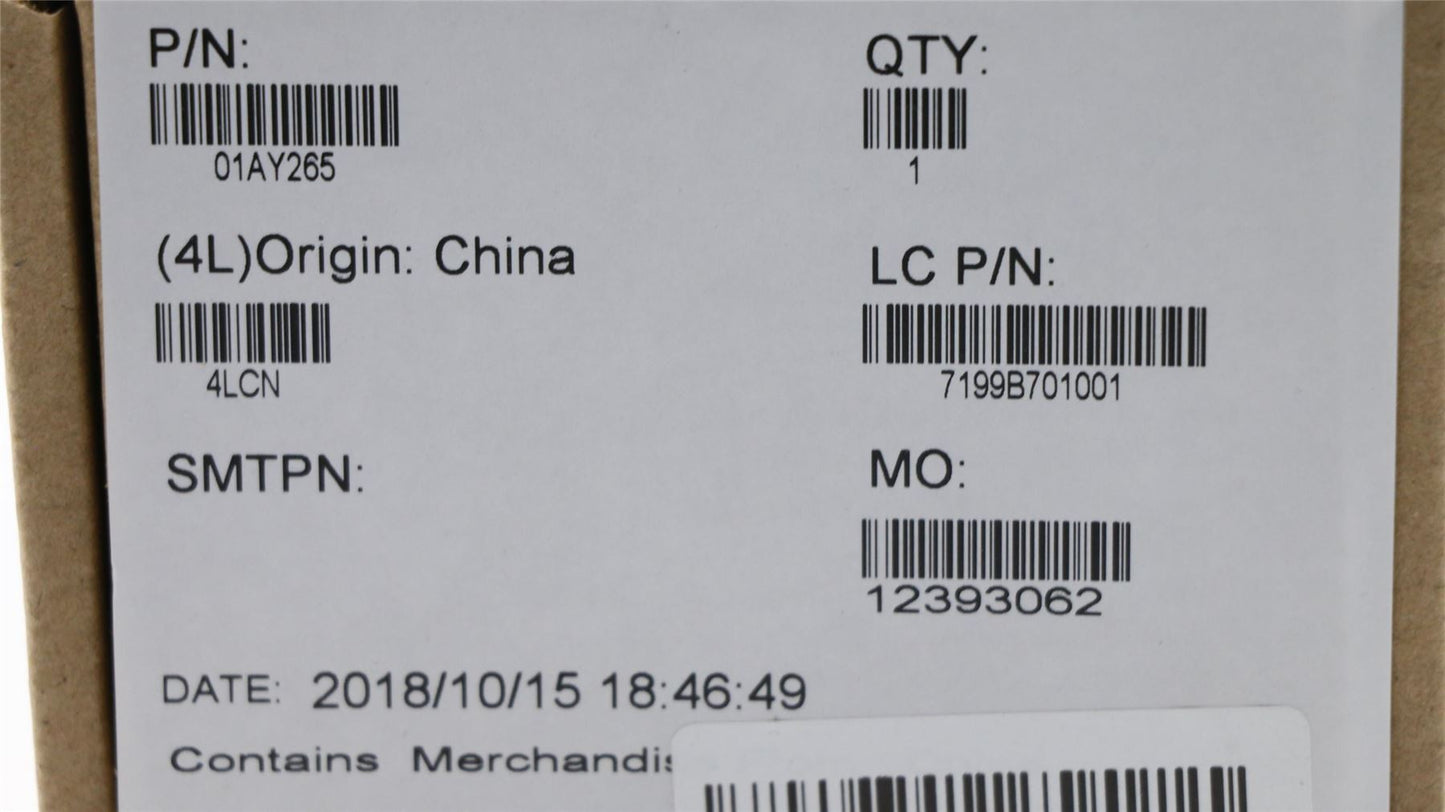 P/N:
01AY265
QTY:
1
(4L)Origin: China
4LCN
LC P/N:
7199B701001
SMTPN:
MO:
12393062
DATE: 2018/10/15 18:46:49
Contains